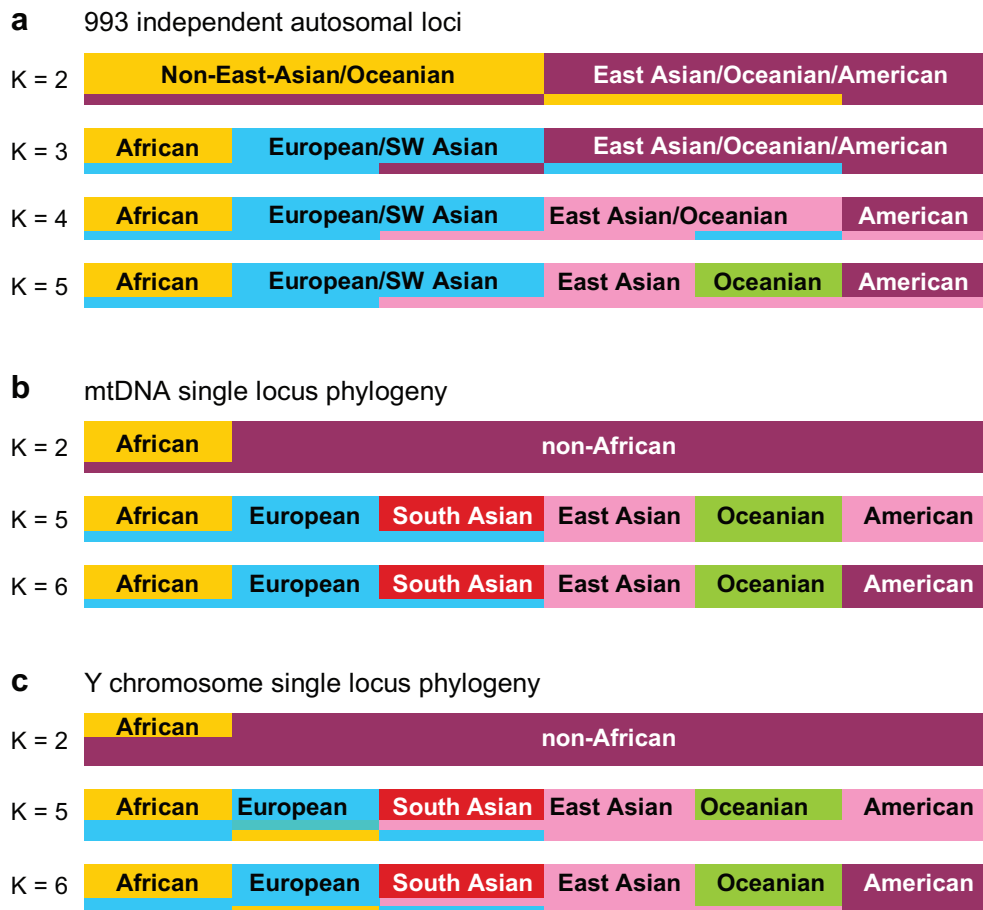 a 993 independent autosomal loci
K = 2 Non-East-Asian/Oceanian East Asian/Oceanian/American
K = 3 African European/SW Asian East Asian/Oceanian/American
K = 4 African European/SW Asian East Asian/Oceanian American
K = 5 African European/SW Asian East Asian Oceanian American
b mtDNA single locus phylogeny
K = 2 African non-African
K = 5 African European South Asian East Asian Oceanian American
K = 6 African European South Asian East Asian Oceanian American
c Y chromosome single locus phylogeny
K = 2 African non-African
K = 5 African European South Asian East Asian Oceanian American
K = 6 African European South Asian East Asian Oceanian American